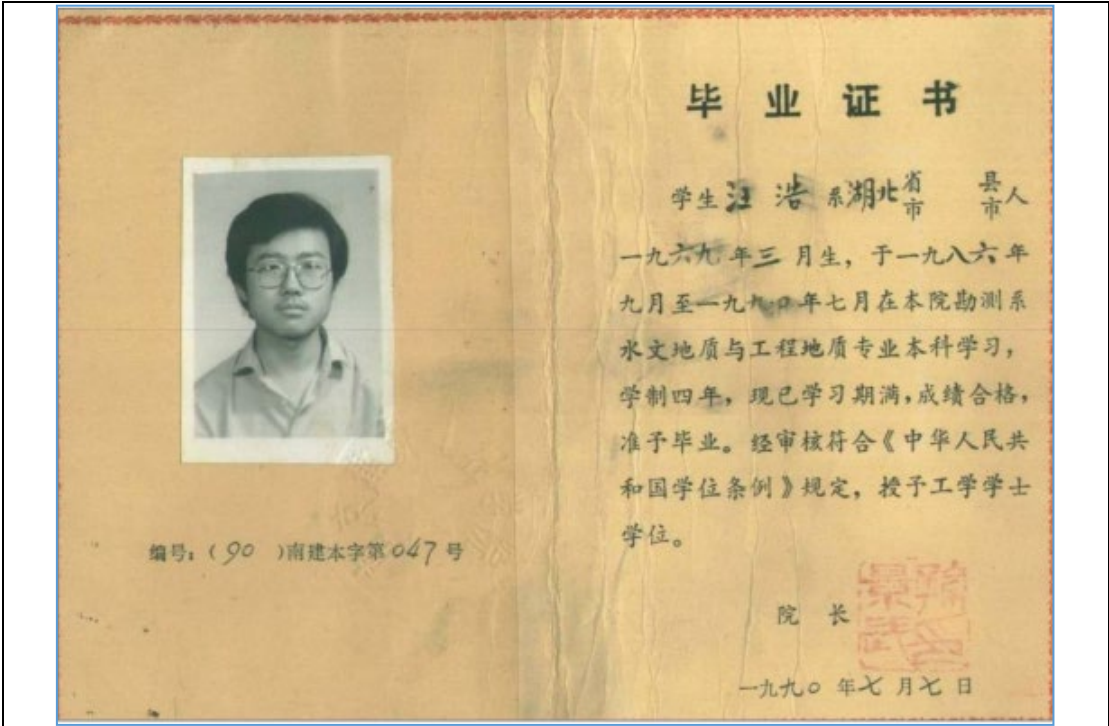 毕业证书
学生汪浩系湖北省市 县市人
一九六九年三月生，于一九八六年
九月至一九九〇年七月在本院勘测系
水文地质与工程地质专业本科学习，
学制四年，现已学习期满，成绩合格，
准予毕业。经审核符合《中华人民共
和国学位条例》规定，授予工学学士
学位。
院长
一九九〇年七月七日
编号：（90）南建本字第047号